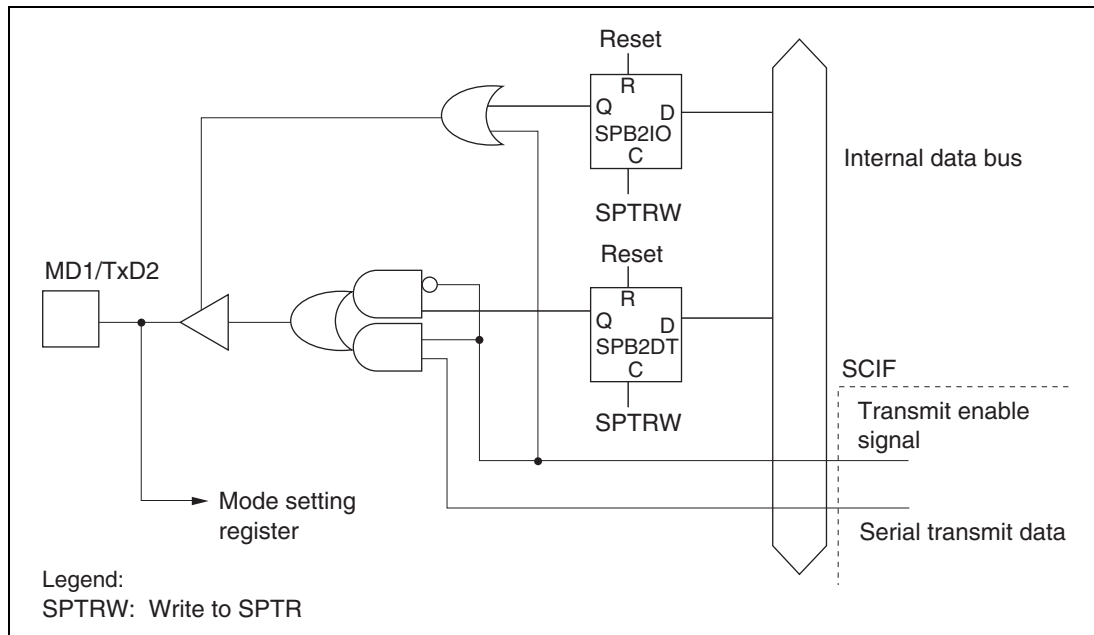 Reset
R
Q
D
SPB2IO
C
SPTRW
Internal data bus
Reset
MD1/TxD2
R
Q
D
SPB2DT
C
SPTRW
SCIF
Transmit enable
signal
Mode setting
register
Serial transmit data
Legend:
SPTRW: Write to SPTR